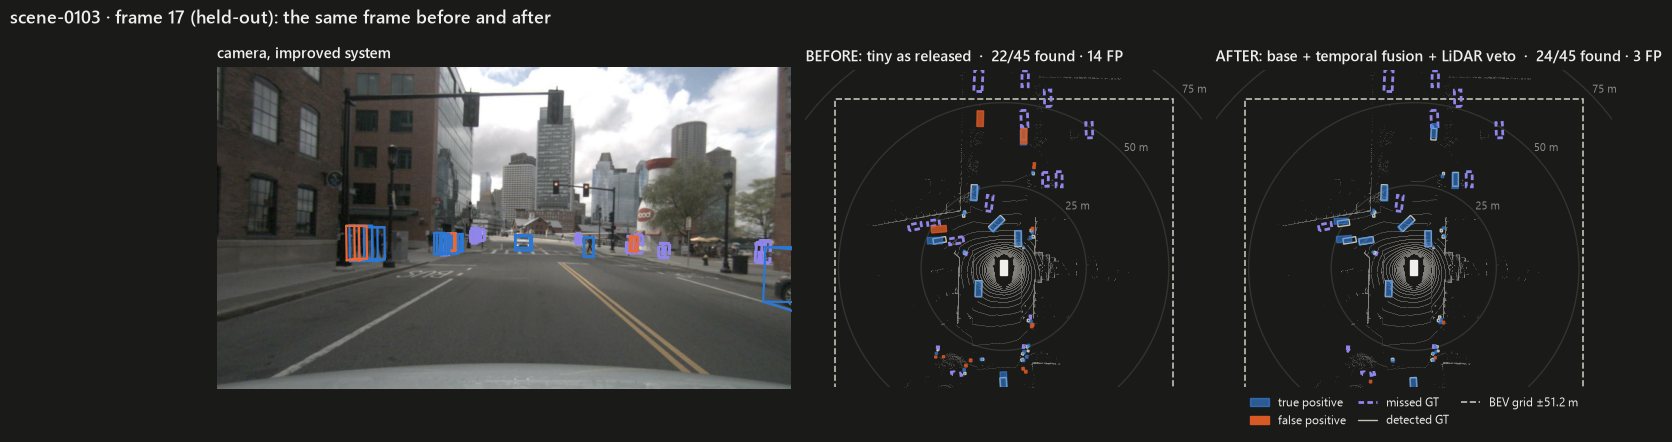 scene-0103 · frame 17 (held-out): the same frame before and after
camera, improved system
BEFORE: tiny as released · 22/45 found · 14 FP
AFTER: base + temporal fusion + LiDAR veto · 24/45 found · 3 FP
75 m
50 m
25 m
75 m
50 m
25 m
true positive
missed GT
BEV grid ±51.2 m
false positive
detected GT